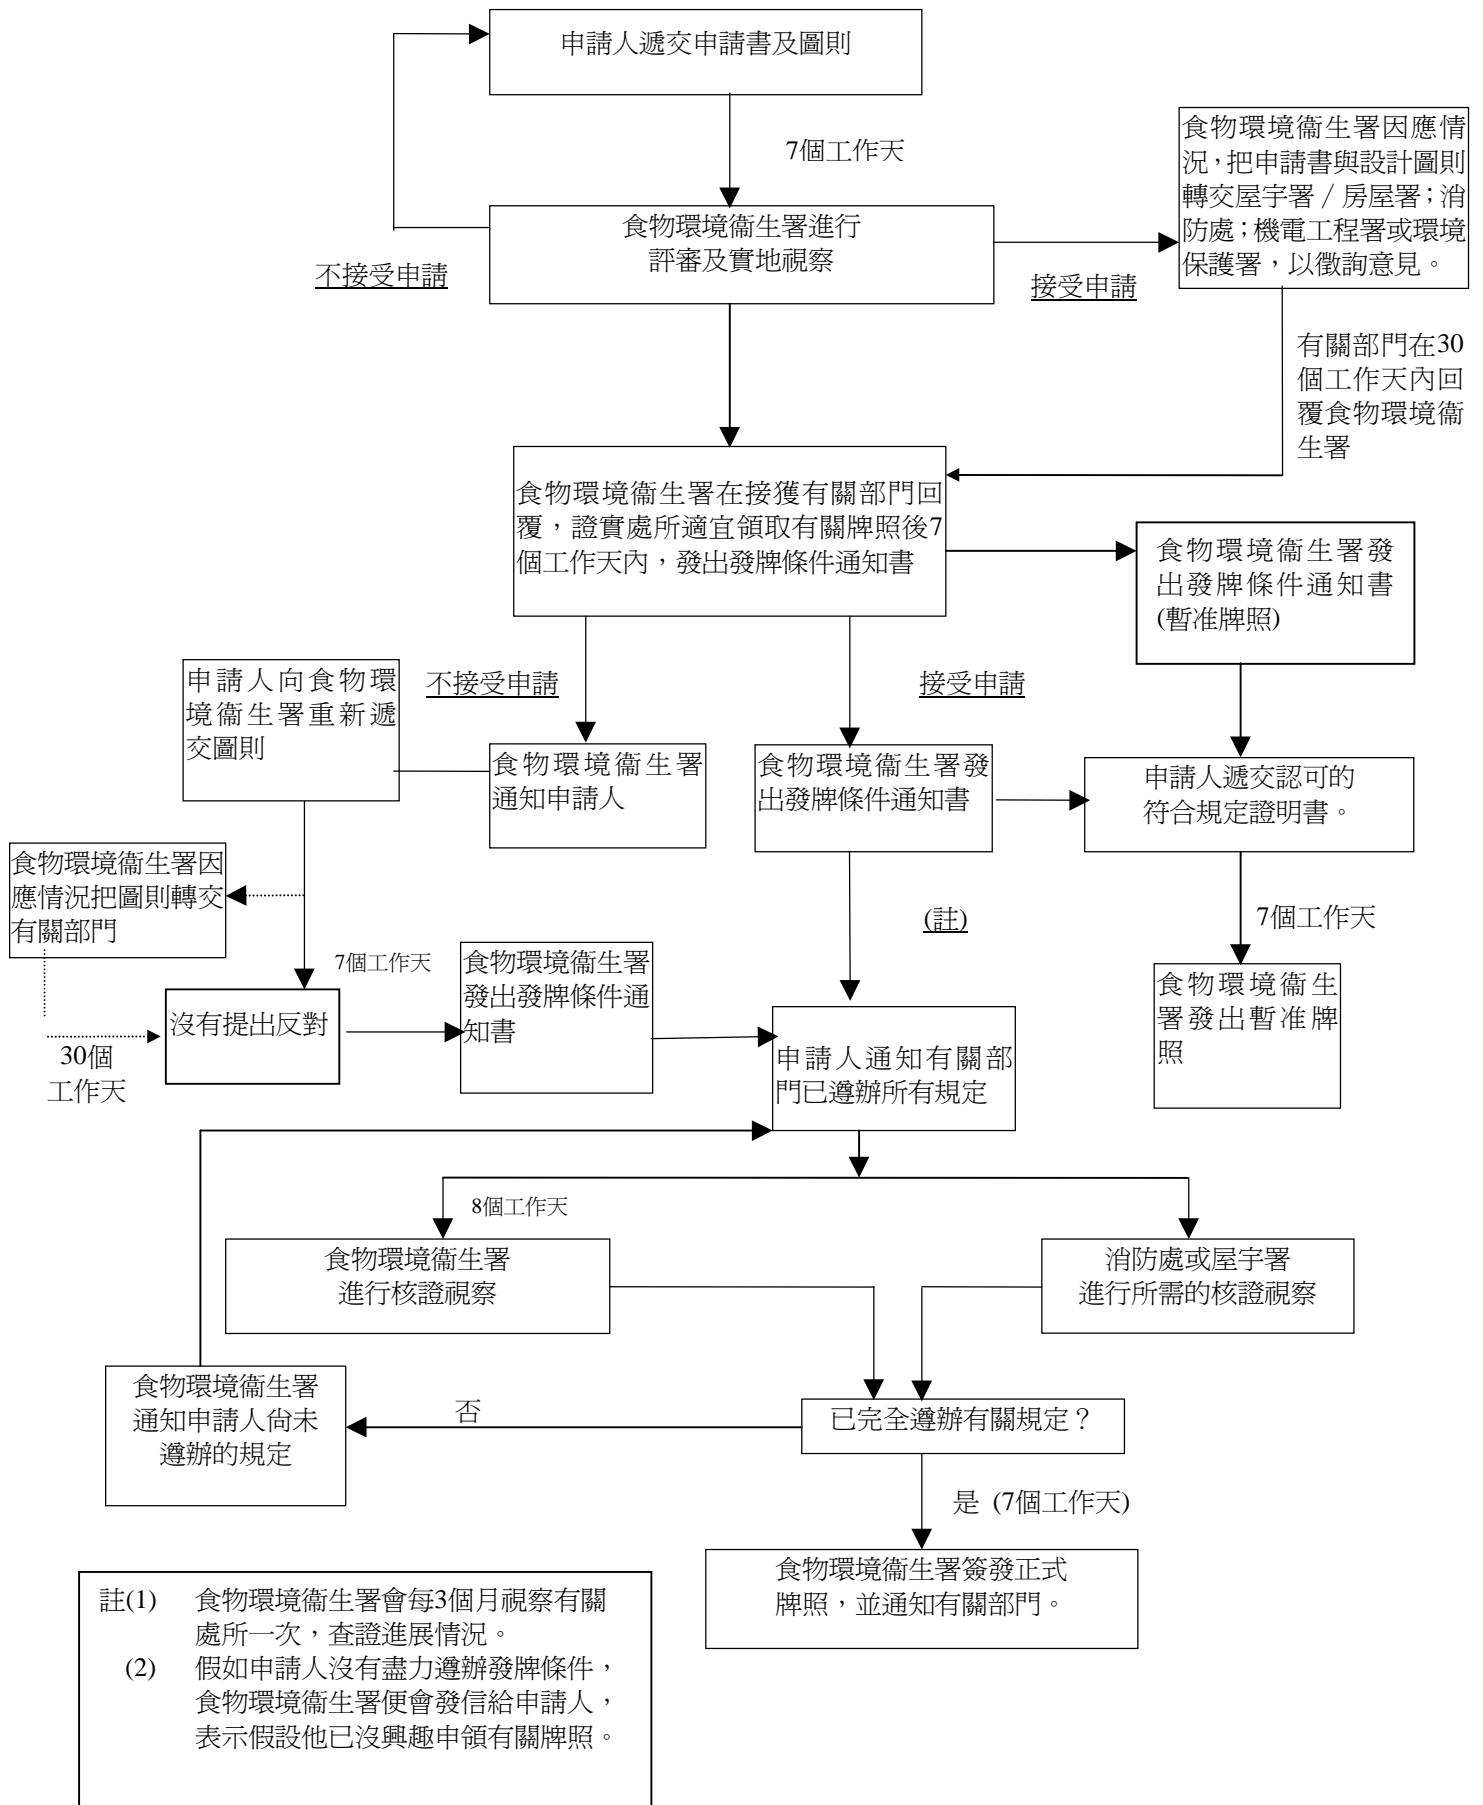 申請人遞交申請書及圖則
7個工作天
食物環境衞生署因應情
況，把申請書與設計圖則
轉交屋宇署／房屋署；消
防處；機電工程署或環境
保護署，以徵詢意見。
食物環境衞生署進行
評審及實地視察
不接受申請
接受申請
有關部門在30
個工作天內回
覆食物環境衞
生署
食物環境衞生署在接獲有關部門回
覆，證實處所適宜領取有關牌照後7
個工作天內，發出發牌條件通知書
食物環境衞生署發
出發牌條件通知書
(暫准牌照)
不接受申請
接受申請
申請人向食物環
境衞生署重新遞
交圖則
食物環境衞生署
通知申請人
食物環境衞生署發
出發牌條件通知書
申請人遞交認可的
符合規定證明書。
食物環境衞生署因
應情況把圖則轉交
有關部門
(註)
7個工作天
7個工作天
食物環境衞生署
發出發牌條件通
知書
食物環境衞生
署發出暫准牌
照
沒有提出反對
30個
工作天
申請人通知有關部
門已遵辦所有規定
8個工作天
食物環境衞生署
進行核證視察
消防處或屋宇署
進行所需的核證視察
食物環境衞生署
通知申請人尚未
遵辦的規定
否
已完全遵辦有關規定？
是 (7個工作天)
食物環境衞生署簽發正式
牌照，並通知有關部門。
註(1) 食物環境衞生署會每3個月視察有關
處所一次，查證進展情況。
(2) 假如申請人沒有盡力遵辦發牌條件，
食物環境衞生署便會發信給申請人，
表示假設他已沒興趣申領有關牌照。